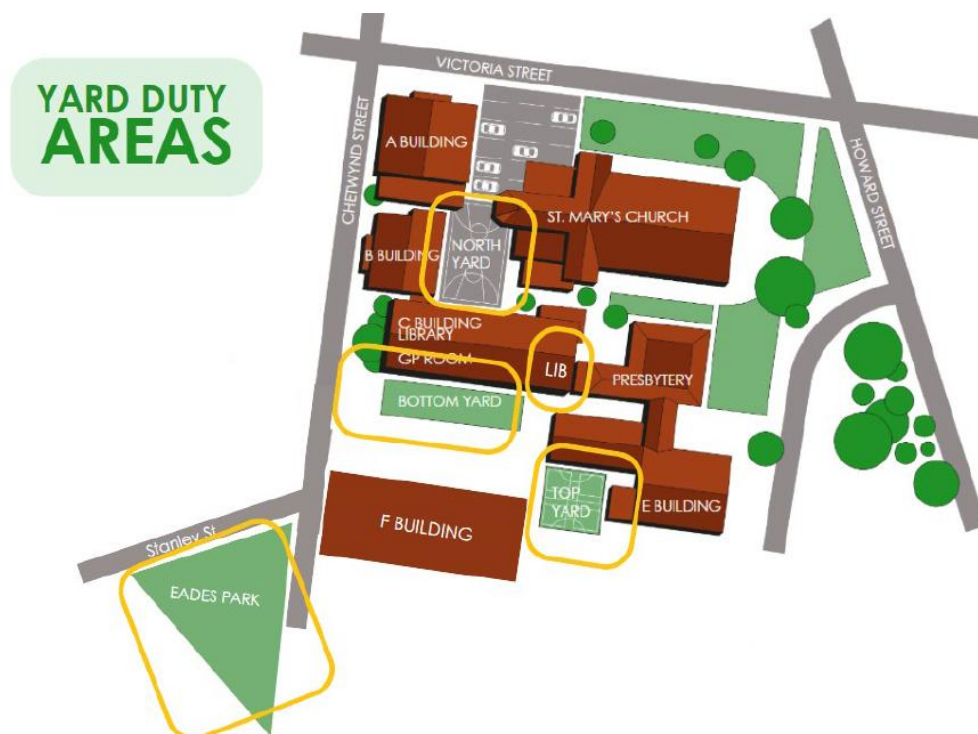 YARD DUTY
AREAS
VICTORIA STREET
CHETWYND STREET
HOWARD STREET
A BUILDING
ST. MARY'S CHURCH
NORTH
YARD
B BUILDING
C BUILDING
LIBRARY
GP ROOM
LIB
PRESBYTERY
BOTTOM YARD
TOP
YARD
E BUILDING
F BUILDING
Stanley St
EADES PARK